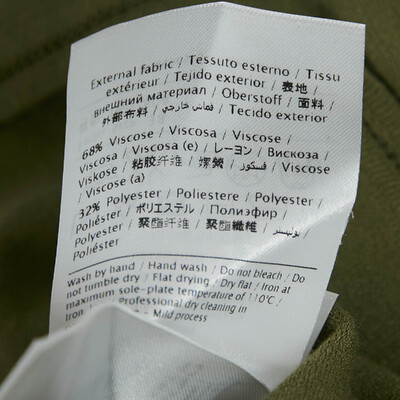 External fabric / Tessuto esterno / Tissu
extérieur / Tejido exterior / 表地 /
Внешний материал / Oberstoff / 面料 /
外部布料 / قماش خارجي / Tecido exterior
68% Viscose / Viscosa / Viscose /
Viscosa / Viscosa (e) / レーヨン / Вискоза /
Viskose / 粘胶纤维 / 嫘縈 / فسكوز / Viscose
/ Viscose (a)
32% Polyester / Poliestere / Polyester /
Poliéster / ポリエステル / Полиэфир /
Polyester / 聚酯纤维 / 聚酯纖維 / بوليستر /
Poliéster
Wash by hand / Hand wash / Do not bleach / Do
not tumble dry / Flat drying / Dry flat / Iron at
maximum sole-plate temperature of 110°C /
Iron / Professional dry cleaning in
- Mild process